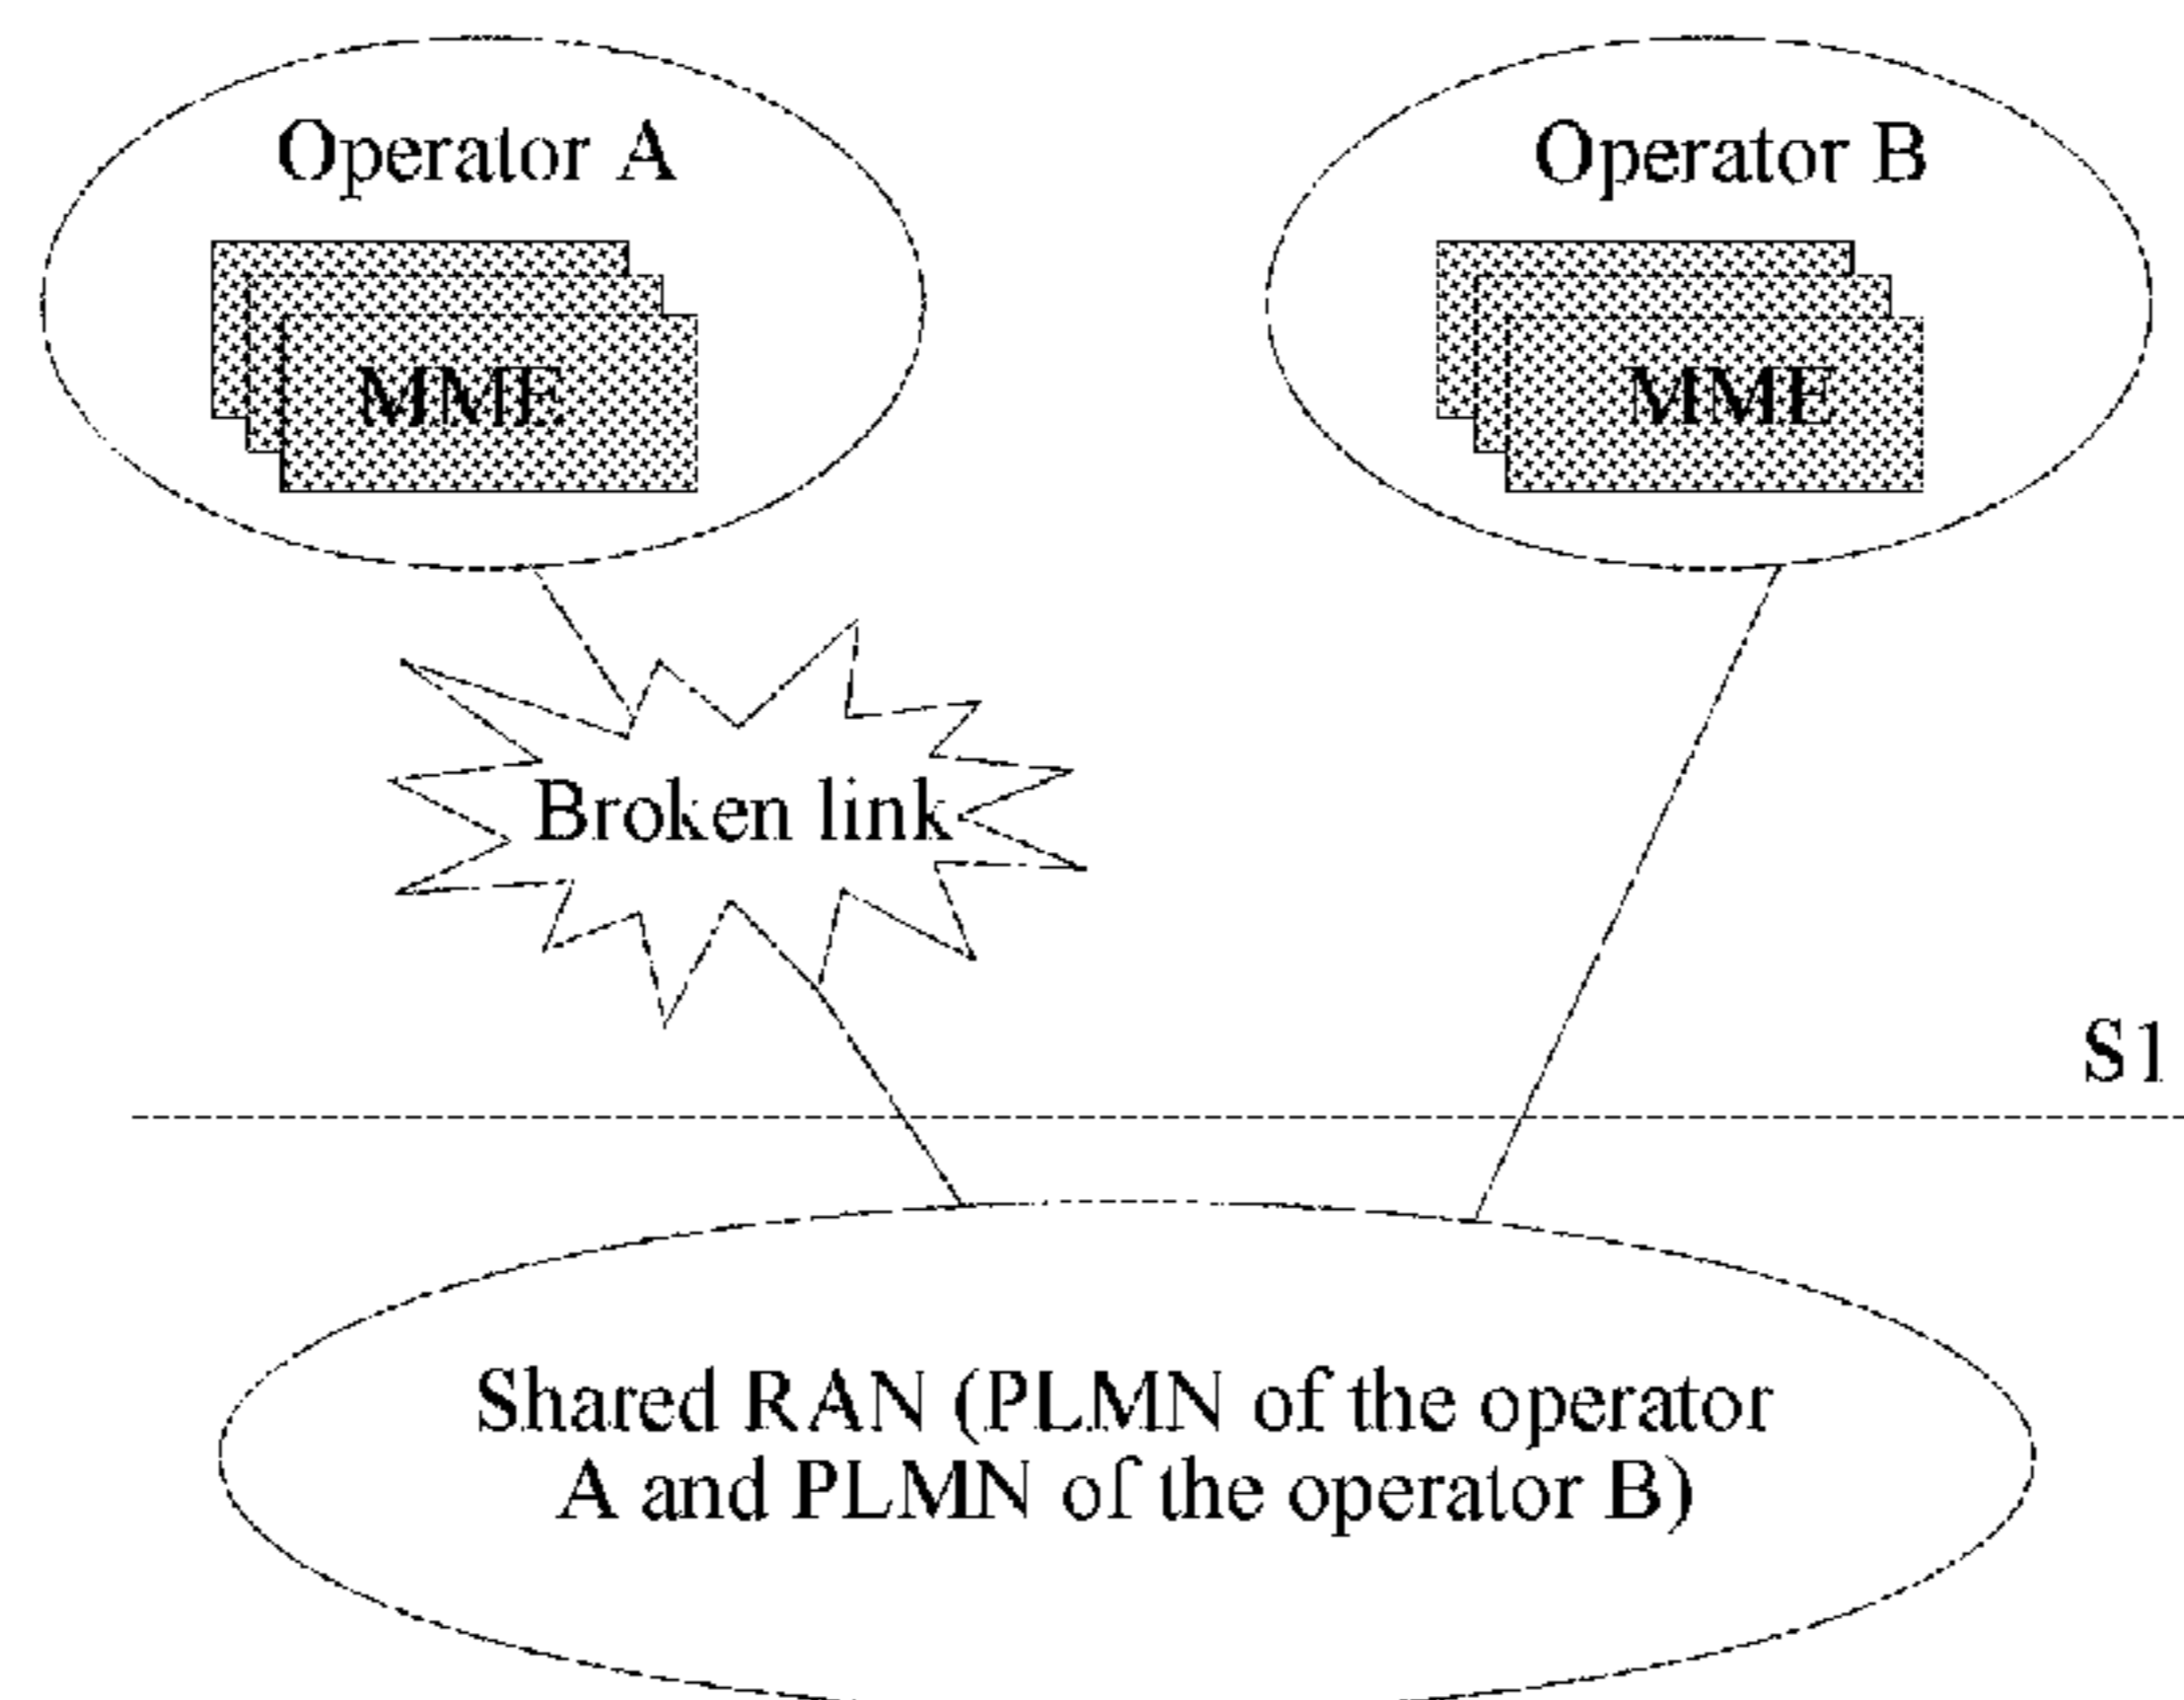 Operator A
Operator B
MME
MME
Broken link
S1
Shared RAN (PLMN of the operator
A and PLMN of the operator B)